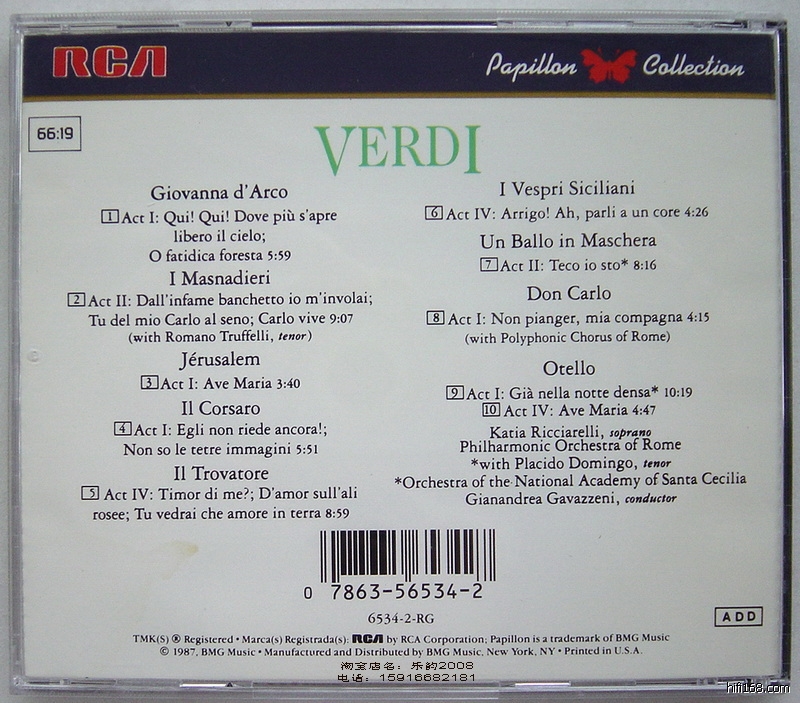 RCA
Papillon Collection
66:19
VERDI
Giovanna d'Arco
1 Act I: Qui! Qui! Dove più s'apre
libero il cielo;
O fatidica foresta 5:59
I Masnadieri
2 Act II: Dall'infame banchetto io m'involai;
Tu del mio Carlo al seno; Carlo vive 9:07
(with Romano Truffelli, tenor)
Jérusalem
3 Act I: Ave Maria 3:40
Il Corsaro
4 Act I: Egli non riede ancora!;
Non so le tetre immagini 5:51
Il Trovatore
5 Act IV: Timor di me?; D'amor sull'ali
rosee; Tu vedrai che amore in terra 8:59
I Vespri Siciliani
6 Act IV: Arrigo! Ah, parli a un core 4:26
Un Ballo in Maschera
7 Act II: Teco io sto* 8:16
Don Carlo
8 Act I: Non pianger, mia compagna 4:15
(with Polyphonic Chorus of Rome)
Otello
9 Act I: Già nella notte densa* 10:19
10 Act IV: Ave Maria 4:47
Katia Ricciarelli, soprano
Philharmonic Orchestra of Rome
*with Placido Domingo, tenor
*Orchestra of the National Academy of Santa Cecilia
Gianandrea Gavazzeni, conductor
0 7863-56534-2
6534-2-RG
ADD
TMK(S) ® Registered • Marca(s) Registrada(s): RCA by RCA Corporation; Papillon is a trademark of BMG Music
© 1987, BMG Music • Manufactured and Distributed by BMG Music, New York, NY • Printed in U.S.A.
淘宝店名：乐韵2008
电话：15916682181
hifi168.com